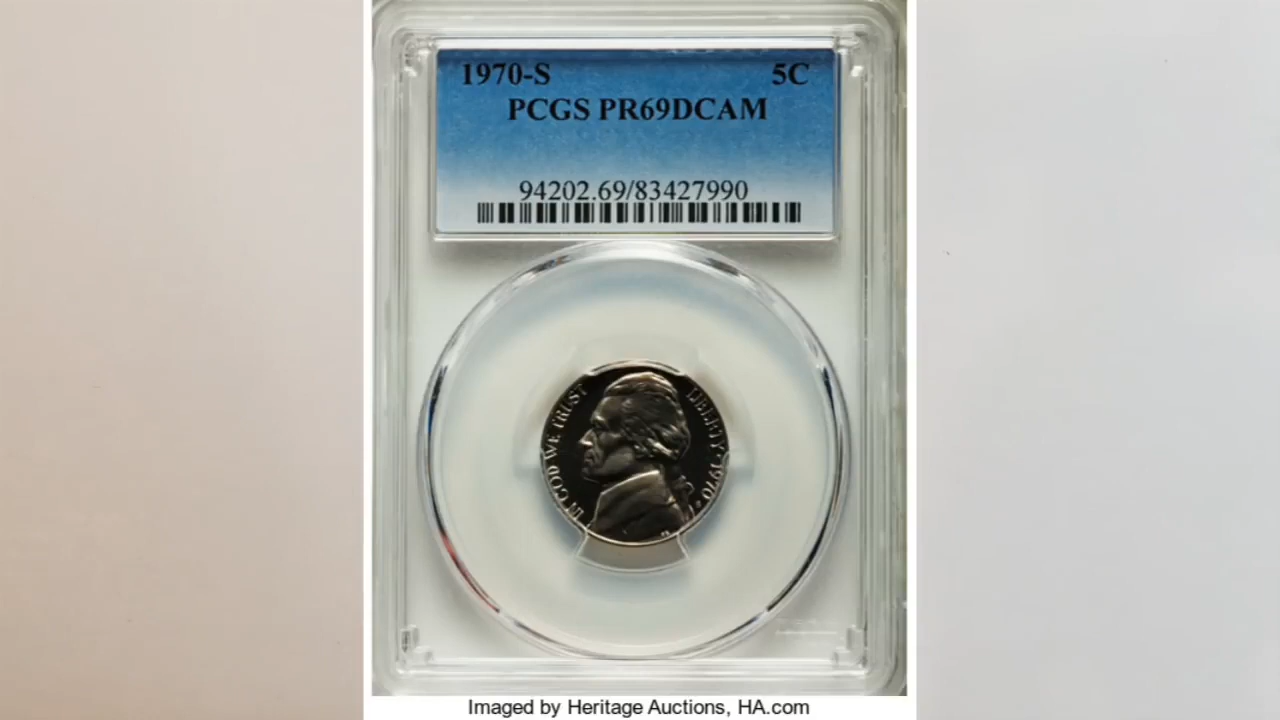 1970-S 5C
PCGS PR69DCAM
94202.69/83427990
IN GOD WE TRUST
LIBERTY * 1970 S
Imaged by Heritage Auctions, HA.com